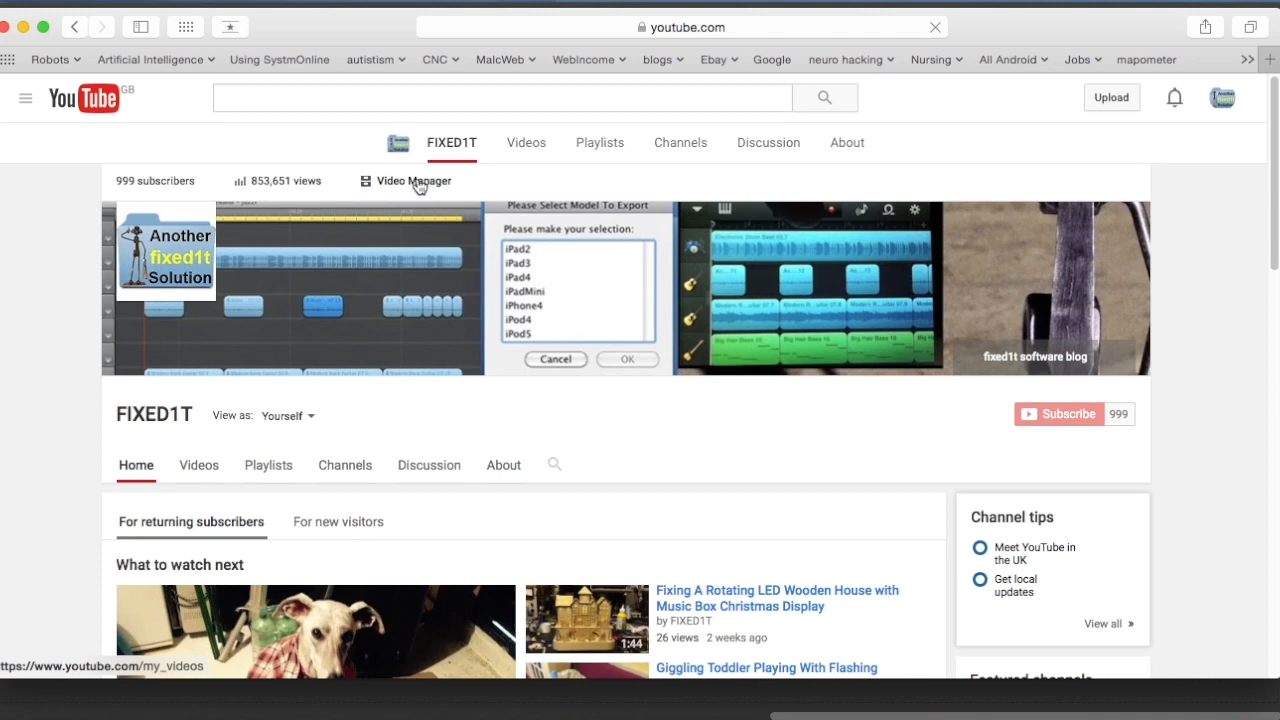 youtube.com
Robots Artificial Intelligence Using SystmOnline autistism CNC MalcWeb WebIncome blogs Ebay Google neuro hacking Nursing All Android Jobs mapometer
YouTube GB
Upload
FIXED1T Videos Playlists Channels Discussion About
999 subscribers 853,651 views Video Manager
Another
fixed1t
Solution
Please Select Model To Export
Please make your selection:
iPad2
iPad3
iPad4
iPadMini
iPhone4
iPod4
iPod5
Cancel OK
fixed1t software blog
FIXED1T View as: Yourself
Subscribe 999
Home Videos Playlists Channels Discussion About
For returning subscribers For new visitors
What to watch next
Fixing A Rotating LED Wooden House with
Music Box Christmas Display
by FIXED1T
26 views 2 weeks ago
1:44
Giggling Toddler Playing With Flashing
Channel tips
Meet YouTube in
the UK
Get local
updates
View all »
Featured channels
ttps://www.youtube.com/my_videos